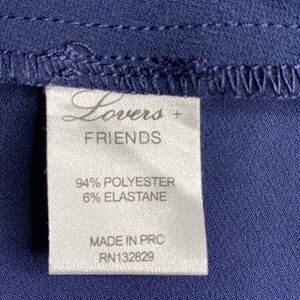 Lovers +
FRIENDS
94% POLYESTER
6% ELASTANE
MADE IN PRC
RN132829